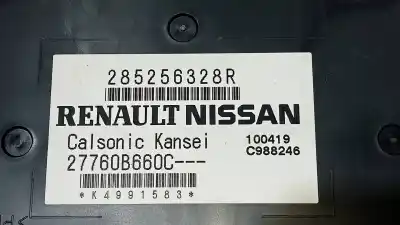 285256328R
RENAULT NISSAN
Calsonic Kansei 100419
27760B660C--- C988246
*K4991583*